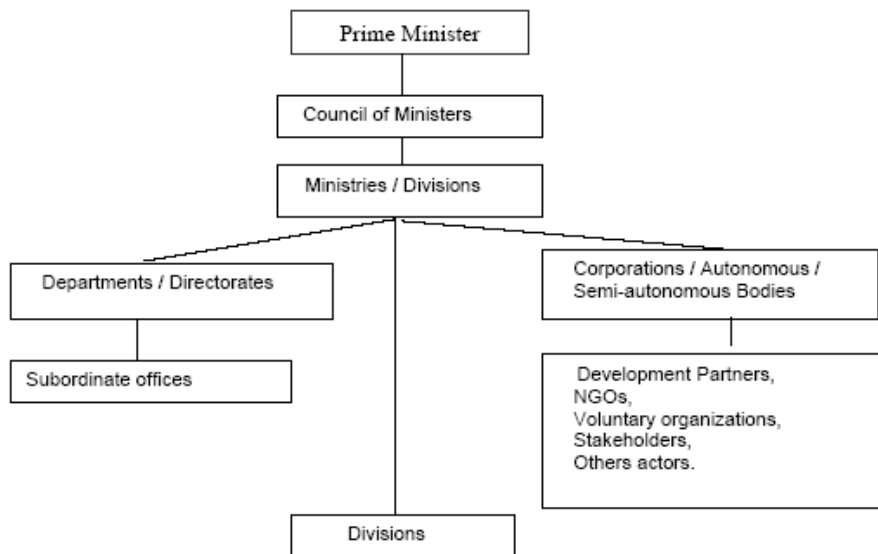 Prime Minister
Council of Ministers
Ministries / Divisions
Departments / Directorates
Corporations / Autonomous /
Semi-autonomous Bodies
Subordinate offices
Development Partners,
NGOs,
Voluntary organizations,
Stakeholders,
Others actors.
Divisions